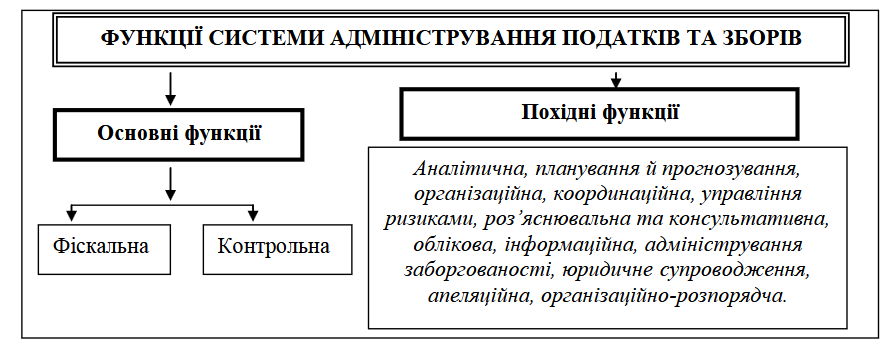 ФУНКЦІЇ СИСТЕМИ АДМІНІСТРУВАННЯ ПОДАТКІВ ТА ЗБОРІВ
Основні функції
Фіскальна
Контрольна
Похідні функції
Аналітична, планування й прогнозування,
організаційна, координаційна, управління
ризиками, роз’яснювальна та консультативна,
облікова, інформаційна, адміністрування
заборгованості, юридичне супроводження,
апеляційна, організаційно-розпорядча.